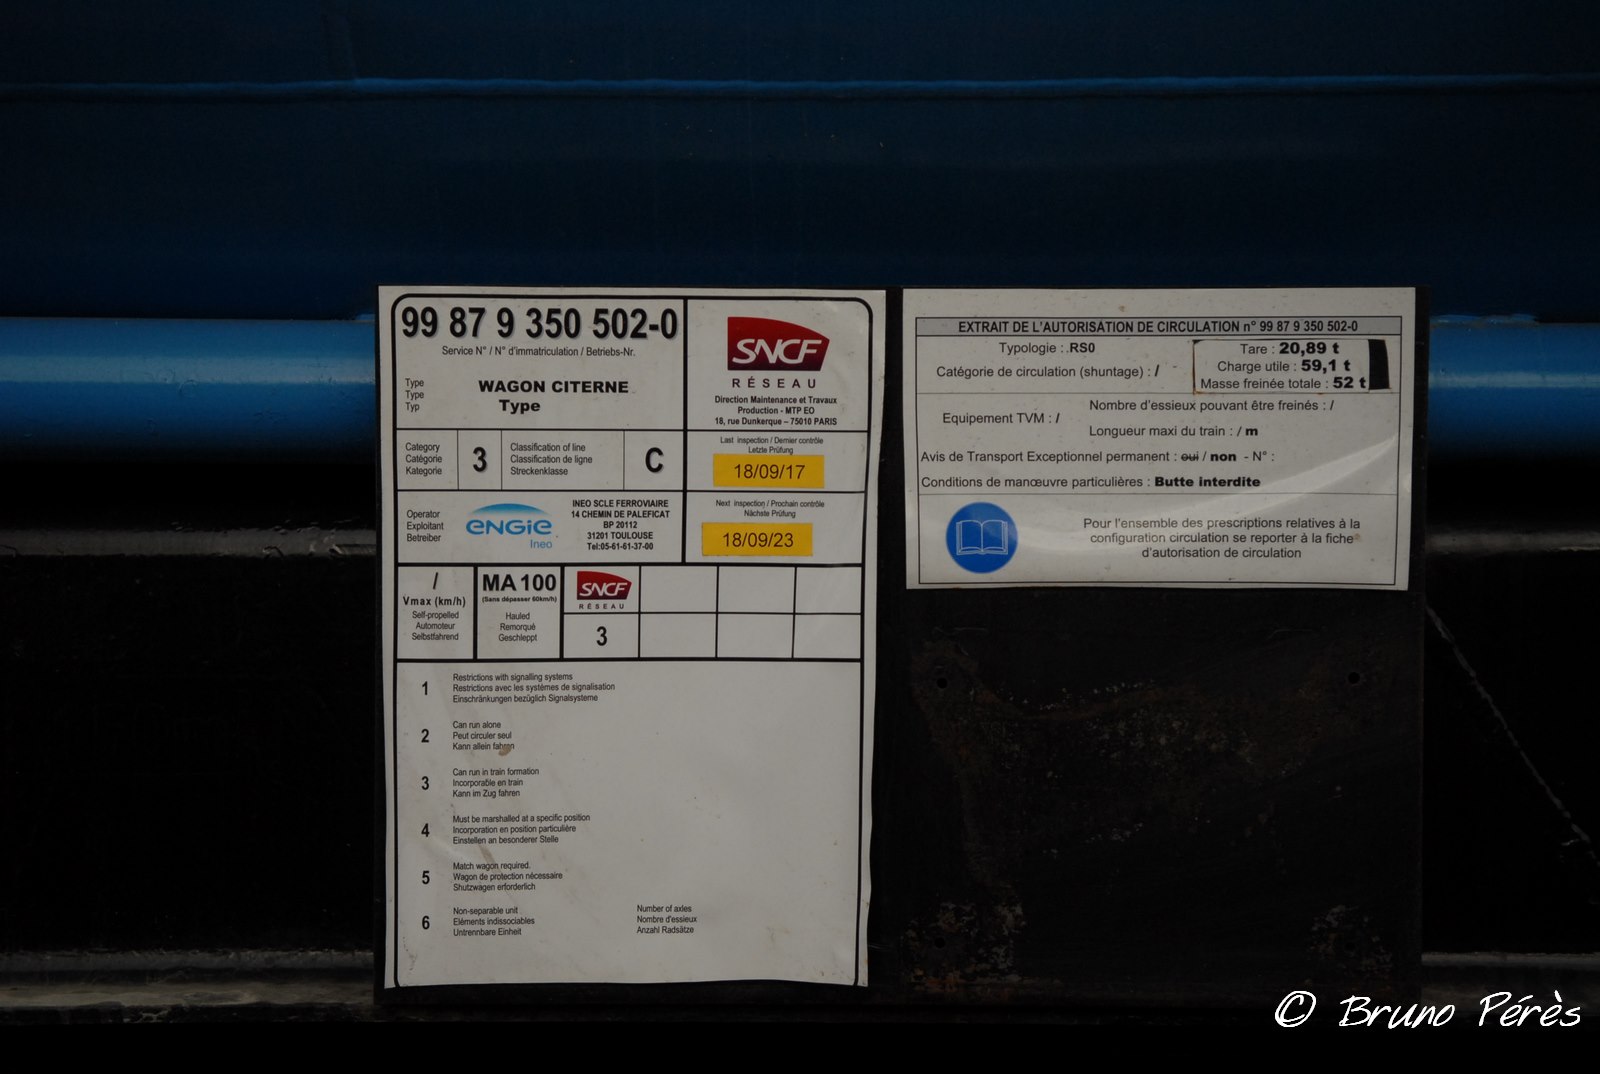 99 87 9 350 502-0
Service N° / N° d'immatriculation / Betriebs-Nr.
Type
Type
Typ
WAGON CITERNE
Type
SNCF
RÉSEAU
Direction Maintenance et Travaux
Production - MTP EO
18, rue Dunkerque – 75010 PARIS
Category
Catégorie
Kategorie
3
Classification of line
Classification de ligne
Streckenklasse
C
Last inspection / Dernier contrôle
Letzte Prüfung
18/09/17
Operator
Exploitant
Betreiber
ENGIE
Ineo
INEO SCLE FERROVIAIRE
14 CHEMIN DE PALEFICAT
BP 20112
31201 TOULOUSE
Tel:05-61-61-37-00
Next inspection / Prochain contrôle
Nächste Prüfung
18/09/23
/
Vmax (km/h)
Self-propelled
Automoteur
Selbstfahrend
MA 100
(Sans dépasser 60km/h)
Hauled
Remorqué
Geschleppt
SNCF
RÉSEAU
3
1
Restrictions with signalling systems
Restrictions avec les systèmes de signalisation
Einschränkungen bezüglich Signalsysteme
2
Can run alone
Peut circuler seul
Kann allein fahren
3
Can run in train formation
Incorporable en train
Kann im Zug fahren
4
Must be marshalled at a specific position
Incorporation en position particulière
Einstellen an besonderer Stelle
5
Match wagon required.
Wagon de protection nécessaire
Shutzwagen erforderlich
6
Non-separable unit
Eléments indissociables
Untrennbare Einheit
Number of axles
Nombre d'essieux
Anzahl Radsätze
EXTRAIT DE L'AUTORISATION DE CIRCULATION n° 99 87 9 350 502-0
Typologie : RS0
Catégorie de circulation (shuntage) : /
Tare : 20,89 t
Charge utile : 59,1 t
Masse freinée totale : 52 t
Equipement TVM : /
Nombre d'essieux pouvant être freinés : /
Longueur maxi du train : / m
Avis de Transport Exceptionnel permanent : oui / non - N° :
Conditions de manœuvre particulières : Butte interdite
Pour l'ensemble des prescriptions relatives à la
configuration circulation se reporter à la fiche
d'autorisation de circulation
© Bruno Pérès